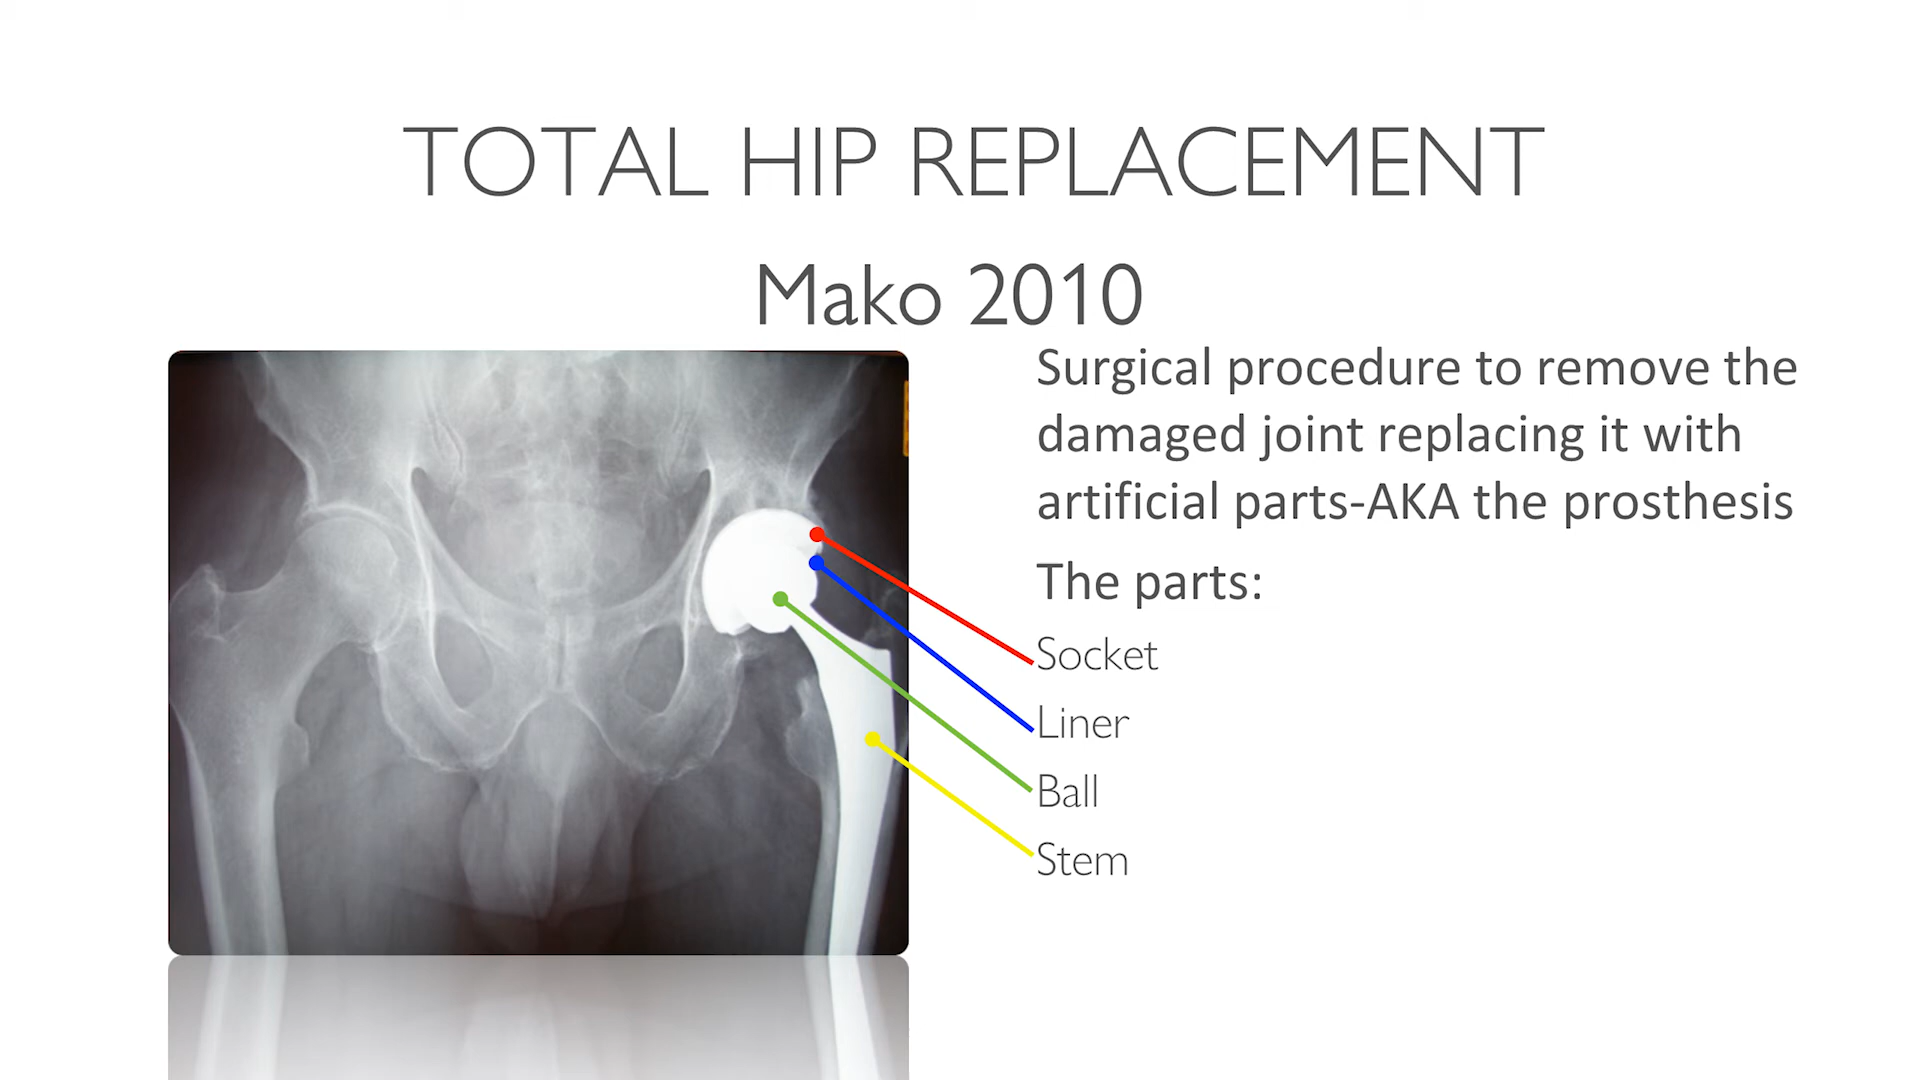 TOTAL HIP REPLACEMENT
Mako 2010
Surgical procedure to remove the
damaged joint replacing it with
artificial parts-AKA the prosthesis
The parts:
Socket
Liner
Ball
Stem